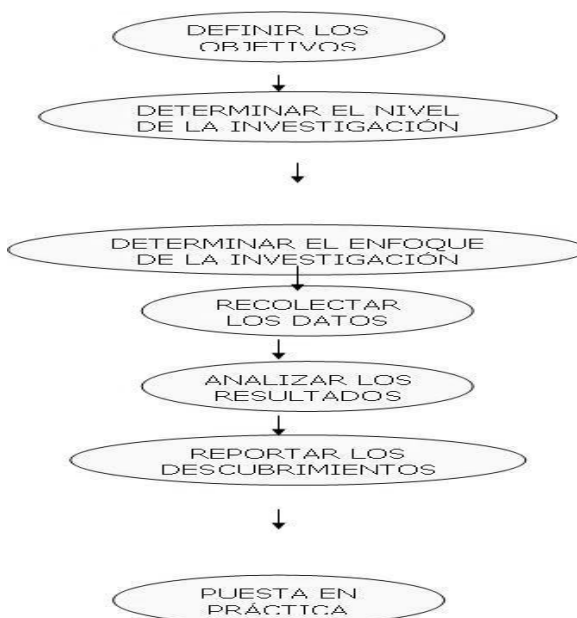 DEFINIR LOS
OBJETIVOS
DETERMINAR EL NIVEL
DE LA INVESTIGACIÓN
DETERMINAR EL ENFOQUE
DE LA INVESTIGACIÓN
RECOLECTAR
LOS DATOS
ANALIZAR LOS
RESULTADOS
REPORTAR LOS
DESCUBRIMIENTOS
PUESTA EN
PRÁCTICA